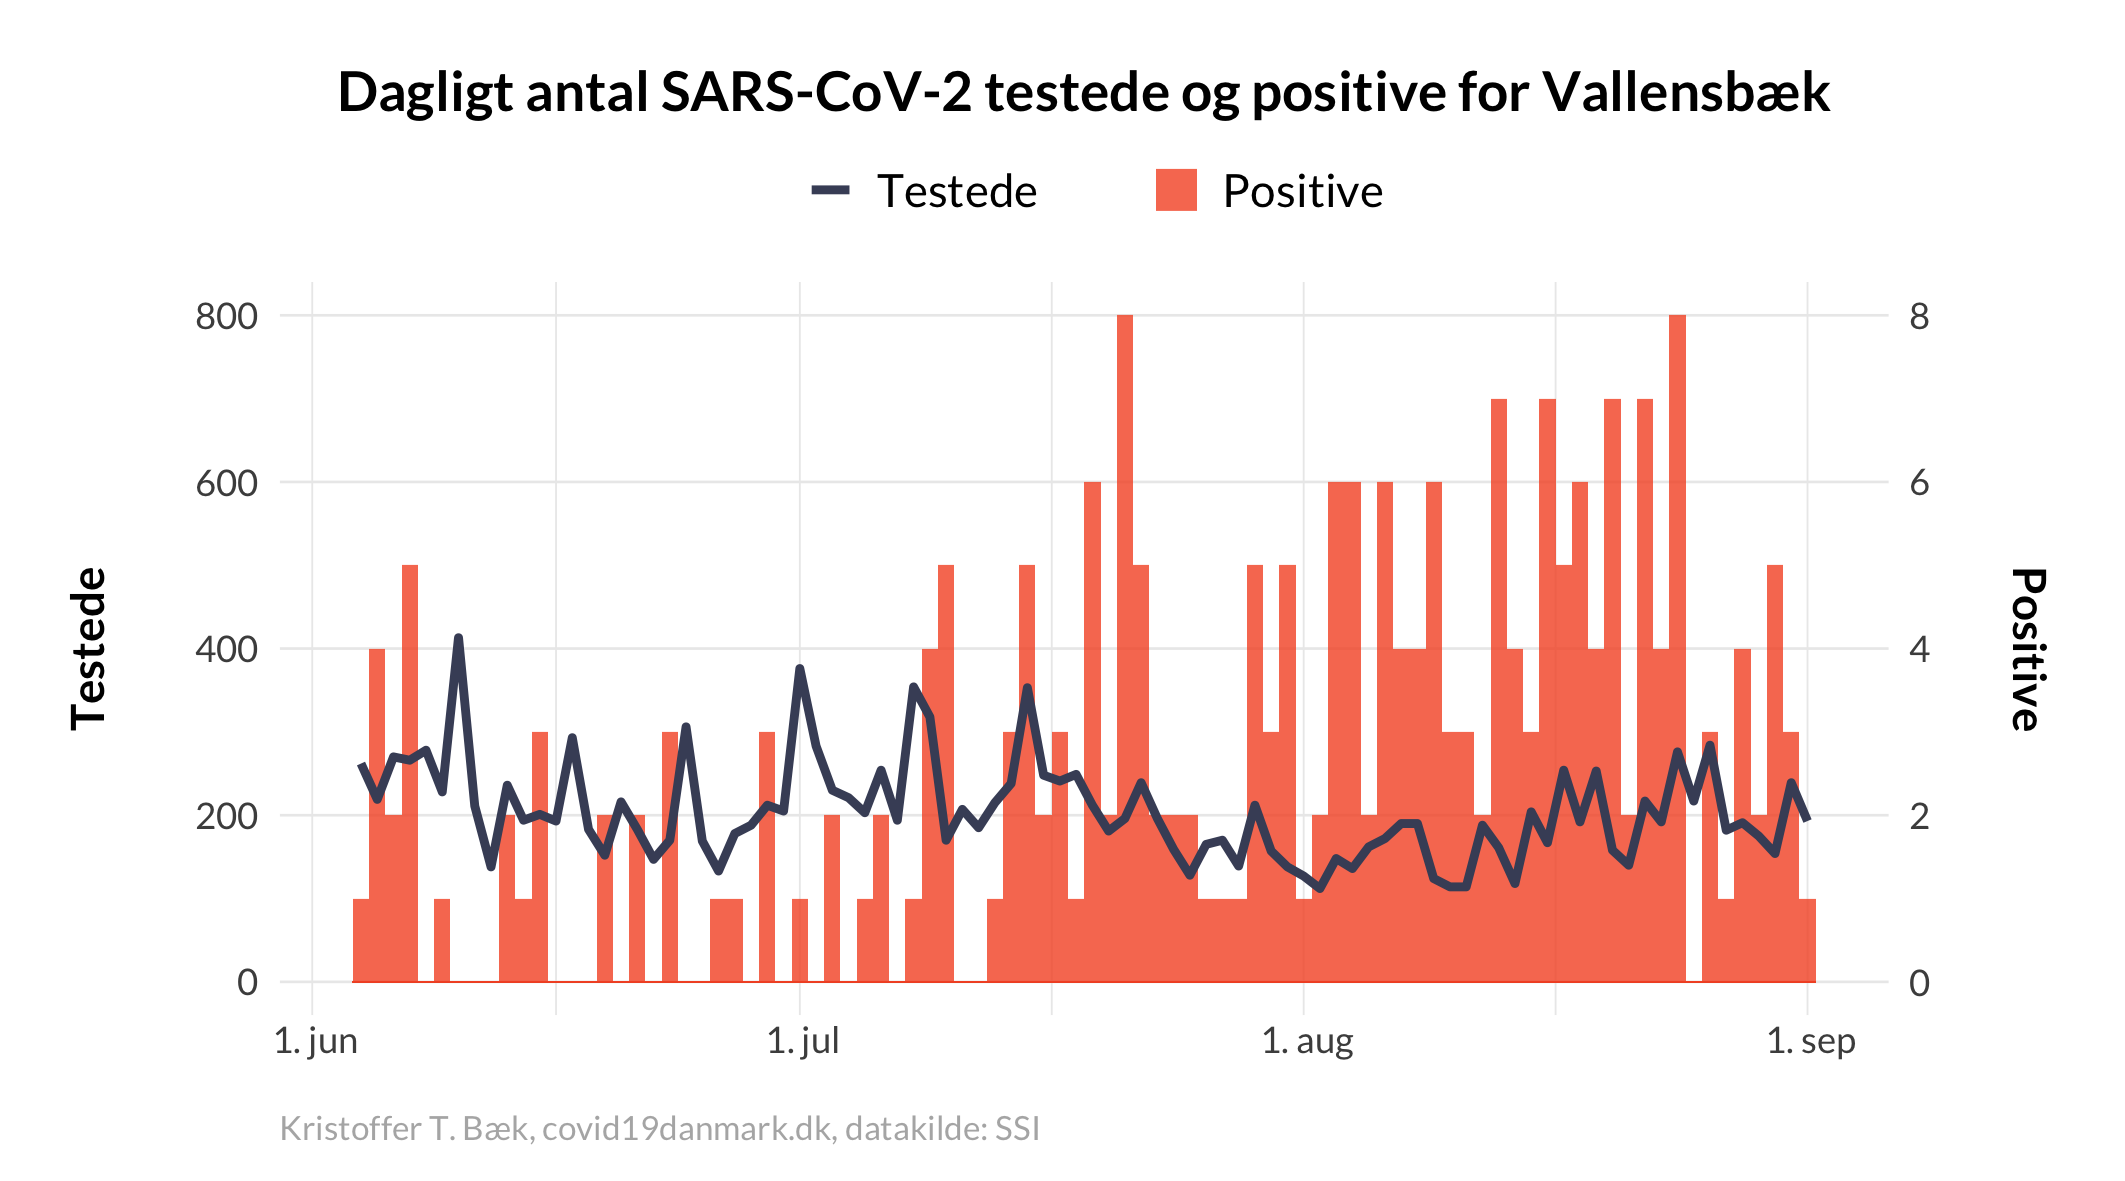 Dagligt antal SARS-CoV-2 testede og positive for Vallensbæk
Testede
Positive
800
600
400
200
0
Testede
8
6
4
2
0
Positive
1. jun
1. jul
1. aug
1. sep
Kristoffer T. Bæk, covid19danmark.dk, datakilde: SSI